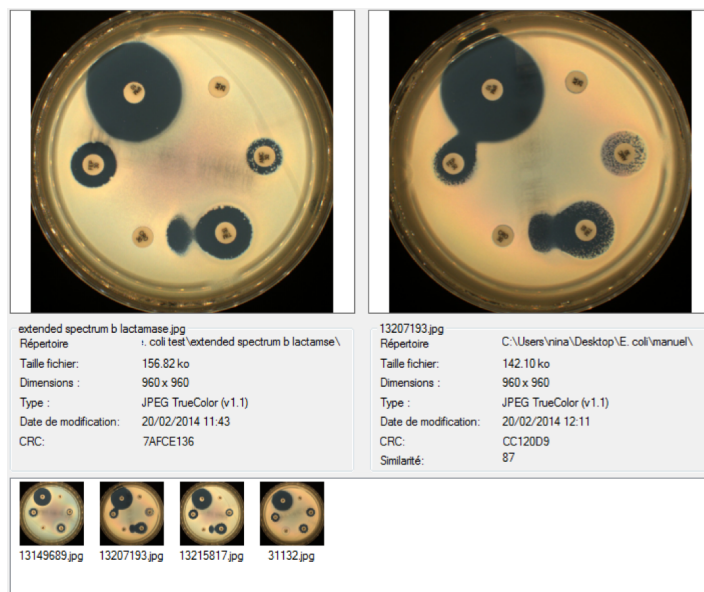 extended spectrum b lactamase.jpg
Répertoire :. coli test\extended spectrum b lactamse\
Taille fichier: 156.82 ko
Dimensions : 960 x 960
Type : JPEG TrueColor (v1.1)
Date de modification: 20/02/2014 11:43
CRC: 7AFCE136
13207193.jpg
Répertoire C:\Users\nina\Desktop\E. coli\manuel\
Taille fichier: 142.10 ko
Dimensions : 960 x 960
Type : JPEG TrueColor (v1.1)
Date de modification: 20/02/2014 12:11
CRC: CC120D9
Similarité: 87
13149689.jpg 13207193.jpg 13215817.jpg 31132.jpg